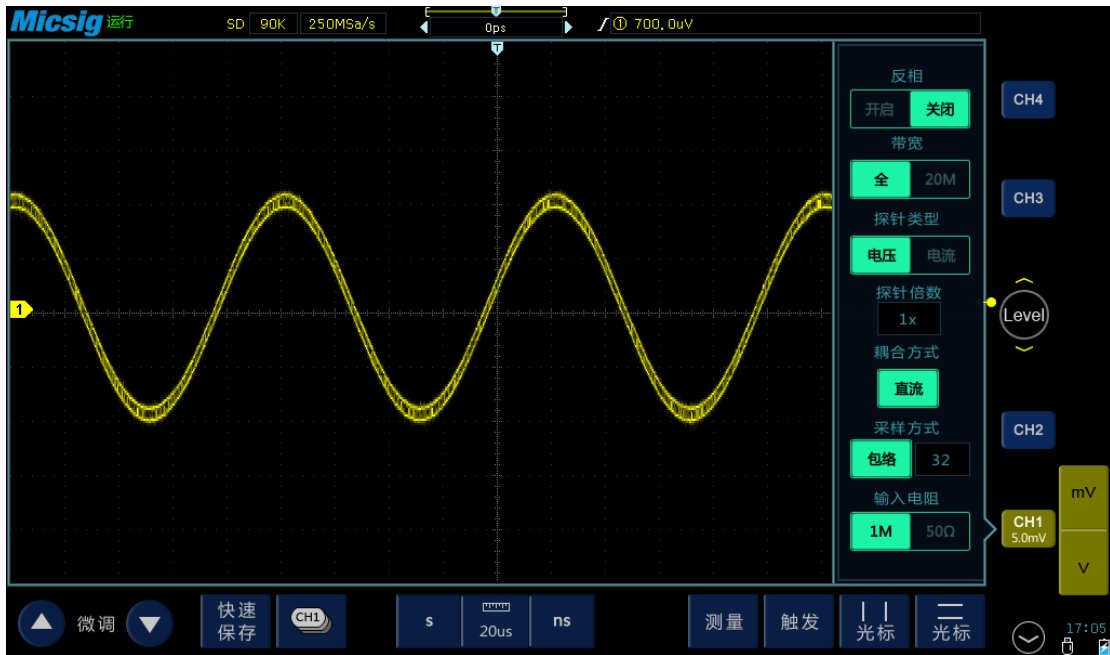 Micsig 运行 SD 90K 250MSa/s 0ps ① 700.0uV
T
T
反相
开启 关闭
CH4
带宽
全 20M
探针类型
CH3
电压 电流
探针倍数
1x
Level
1
耦合方式
直流
采样方式
CH2
包络 32
输入电阻
mV
1M 50Ω
CH1
5.0mV
V
微调
快速
保存
CH1
s
20us
ns
测量
触发
光标
光标
17:05